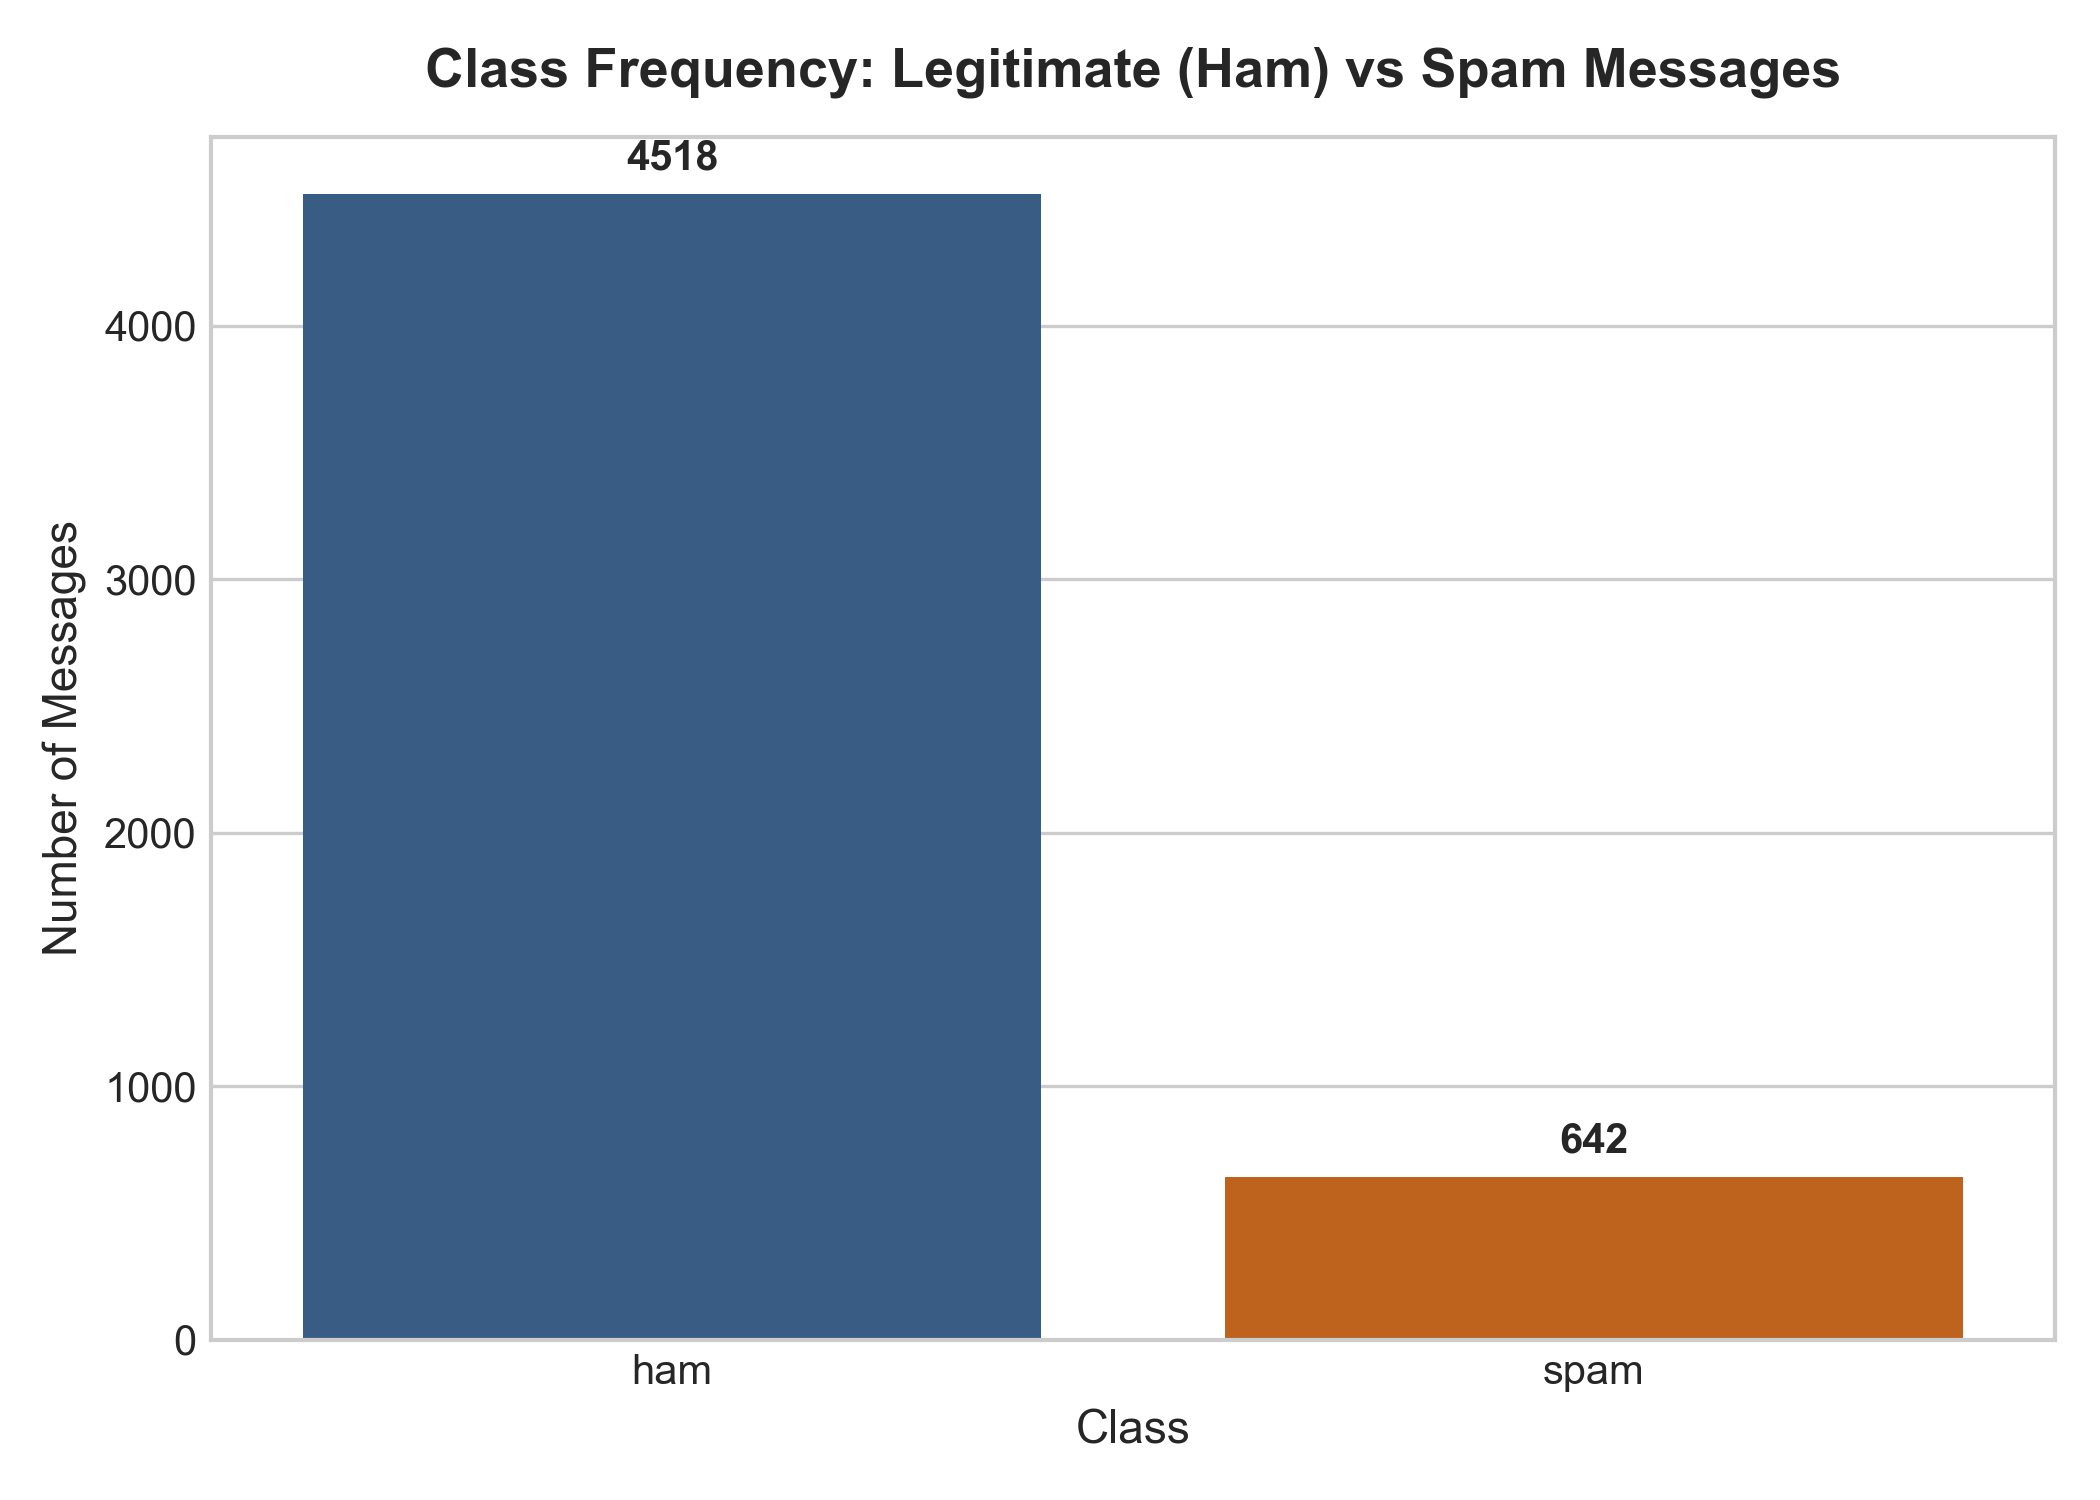 Class Frequency: Legitimate (Ham) vs Spam Messages
4518
4000
3000
2000
1000
0
Number of Messages
642
ham
spam
Class